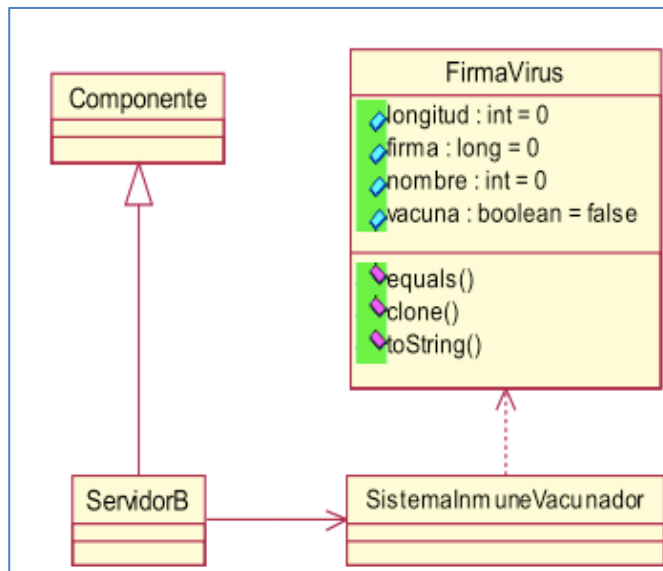 Componente
FirmaVirus
longitud : int = 0
firma : long = 0
nombre : int = 0
vacuna : boolean = false
equals()
clone()
toString()
ServidorB
SistemaInmuneVacunador